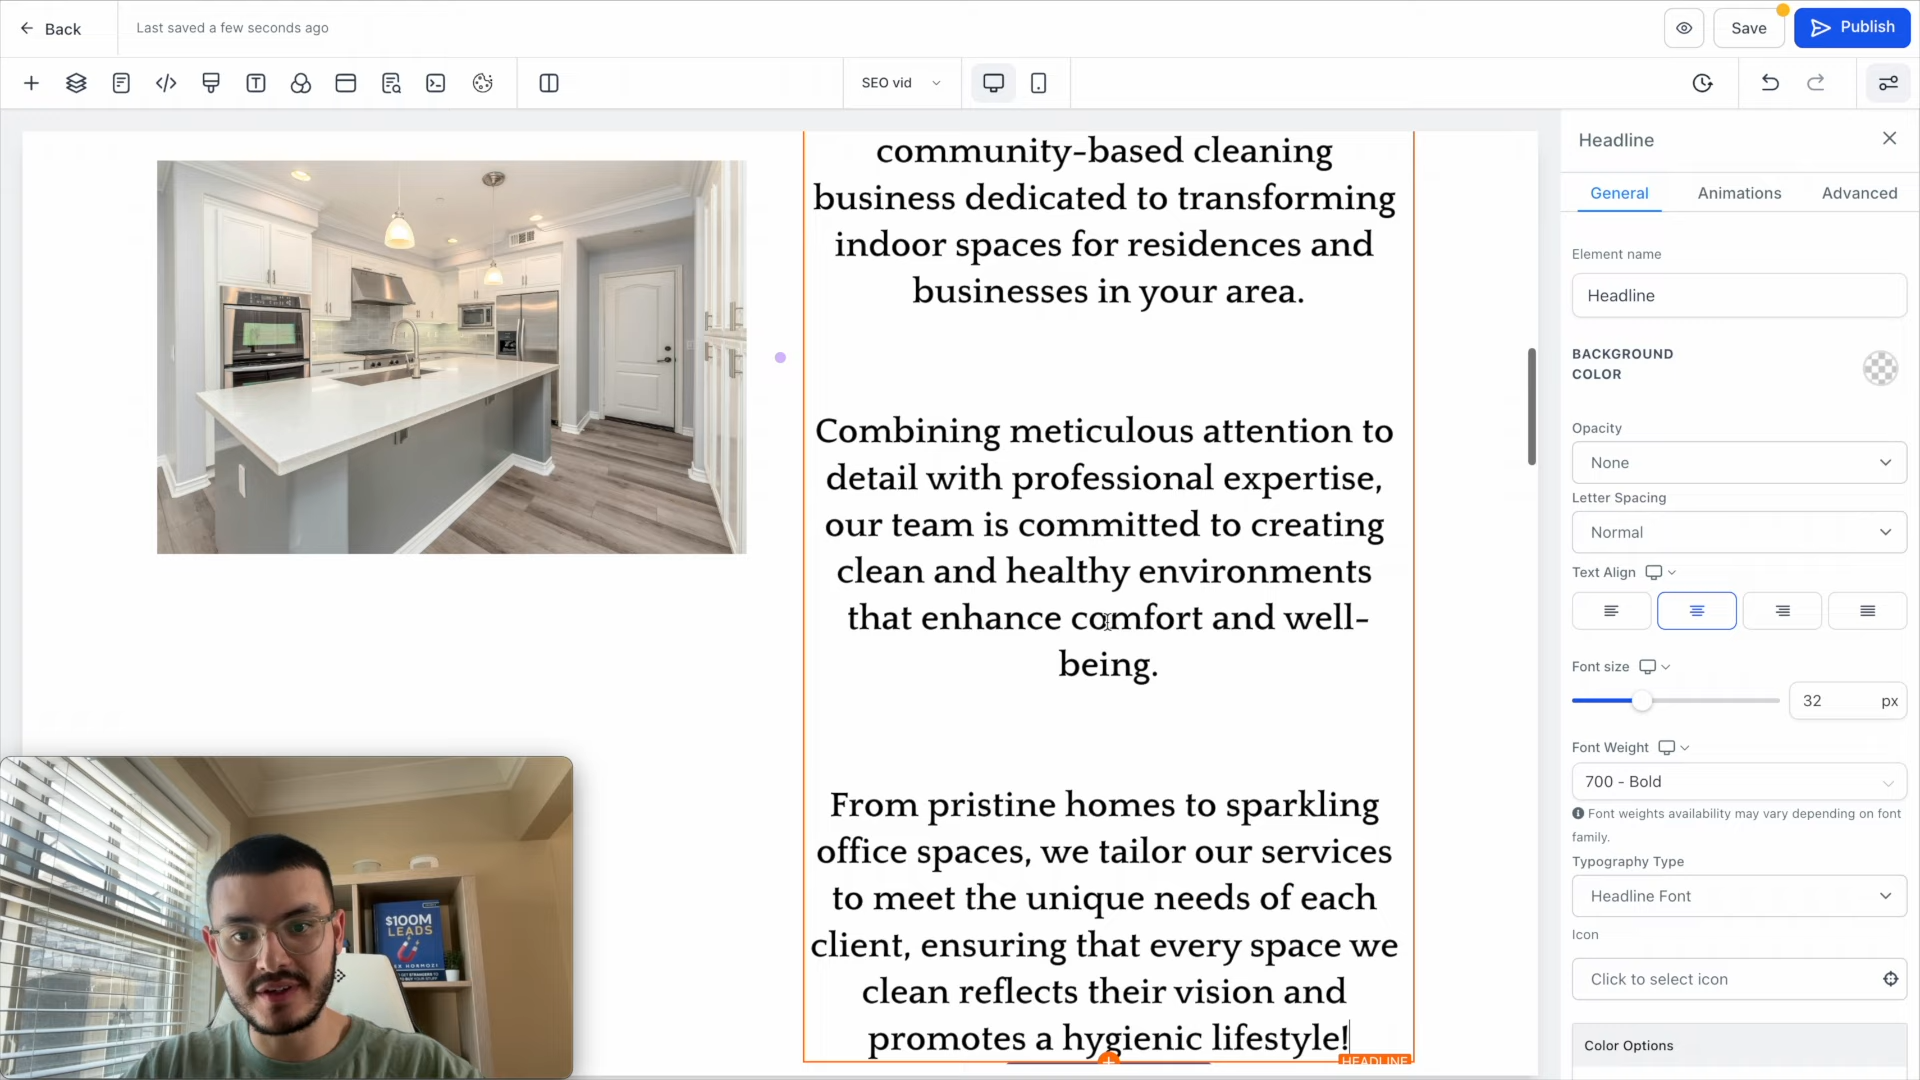 Back
Last saved a few seconds ago
Save
Publish
SEO vid
community-based cleaning
business dedicated to transforming
indoor spaces for residences and
businesses in your area.
Combining meticulous attention to
detail with professional expertise,
our team is committed to creating
clean and healthy environments
that enhance comfort and well-
being.
From pristine homes to sparkling
office spaces, we tailor our services
to meet the unique needs of each
client, ensuring that every space we
clean reflects their vision and
promotes a hygienic lifestyle!
HEADLINE
Headline
General
Animations
Advanced
Element name
Headline
BACKGROUND
COLOR
Opacity
None
Letter Spacing
Normal
Text Align
Font size
32 px
Font Weight
700 - Bold
Font weights availability may vary depending on font
family.
Typography Type
Headline Font
Icon
Click to select icon
Color Options
$100M
LEADS